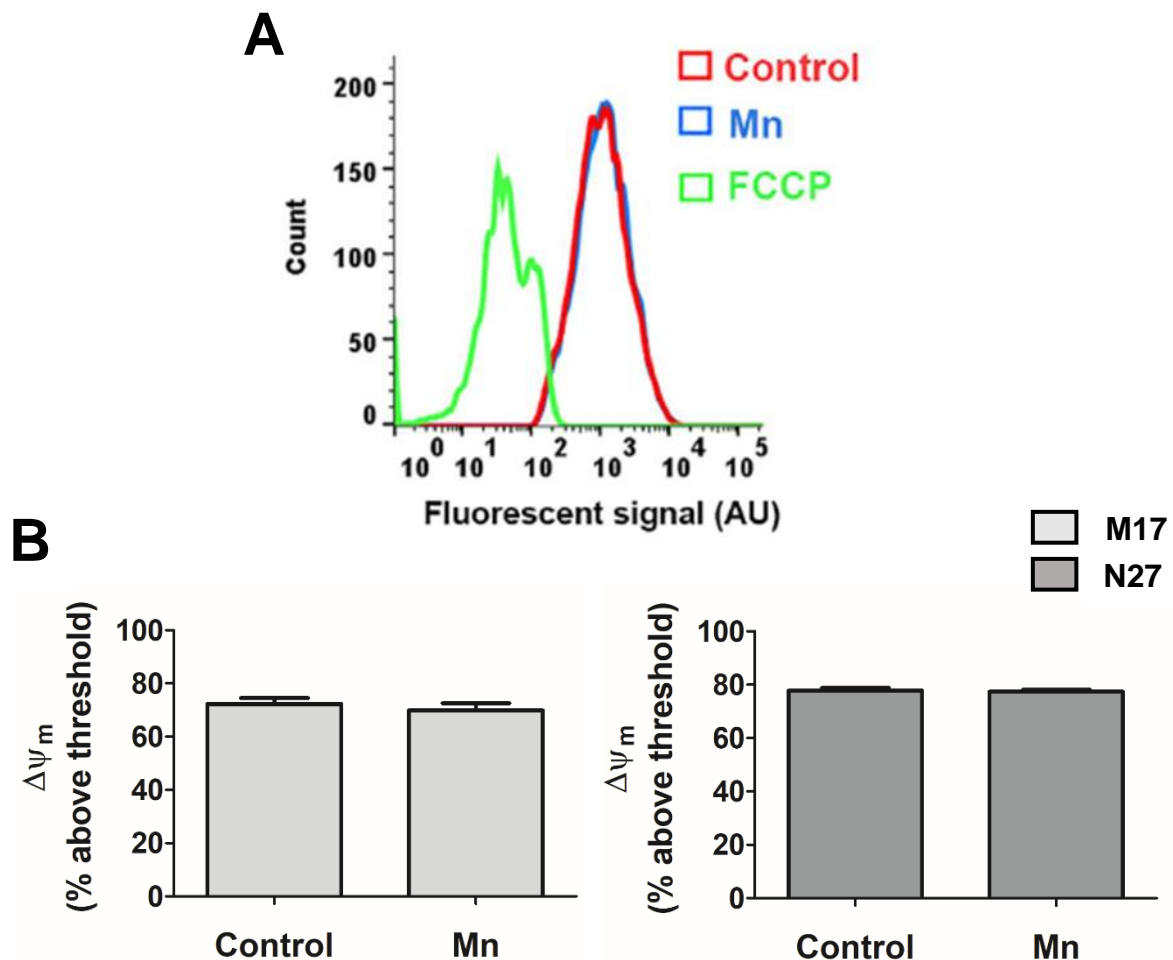 A
200
150
100
50
0
Count
Control
Mn
FCCP
10^0 10^1 10^2 10^3 10^4 10^5
Fluorescent signal (AU)
B
M17
N27
Δψm
(% above threshold)
100
80
60
40
20
0
Control Mn
Δψm
(% above threshold)
100
80
60
40
20
0
Control Mn